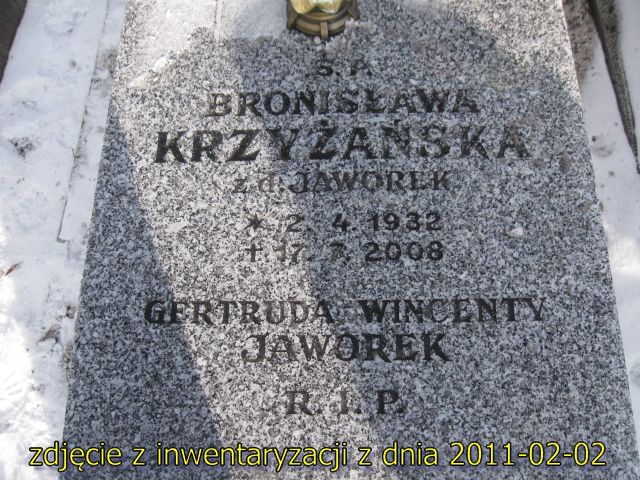 Ś. P.
BRONISŁAWA
KRZYŻAŃSKA
z d. JAWOREK
* 2. 4. 1932
† 17. 7. 2008
GERTRUDA WINCENTY
JAWOREK
R. I. P.
zdjęcie z inwentaryzacji z dnia 2011-02-02